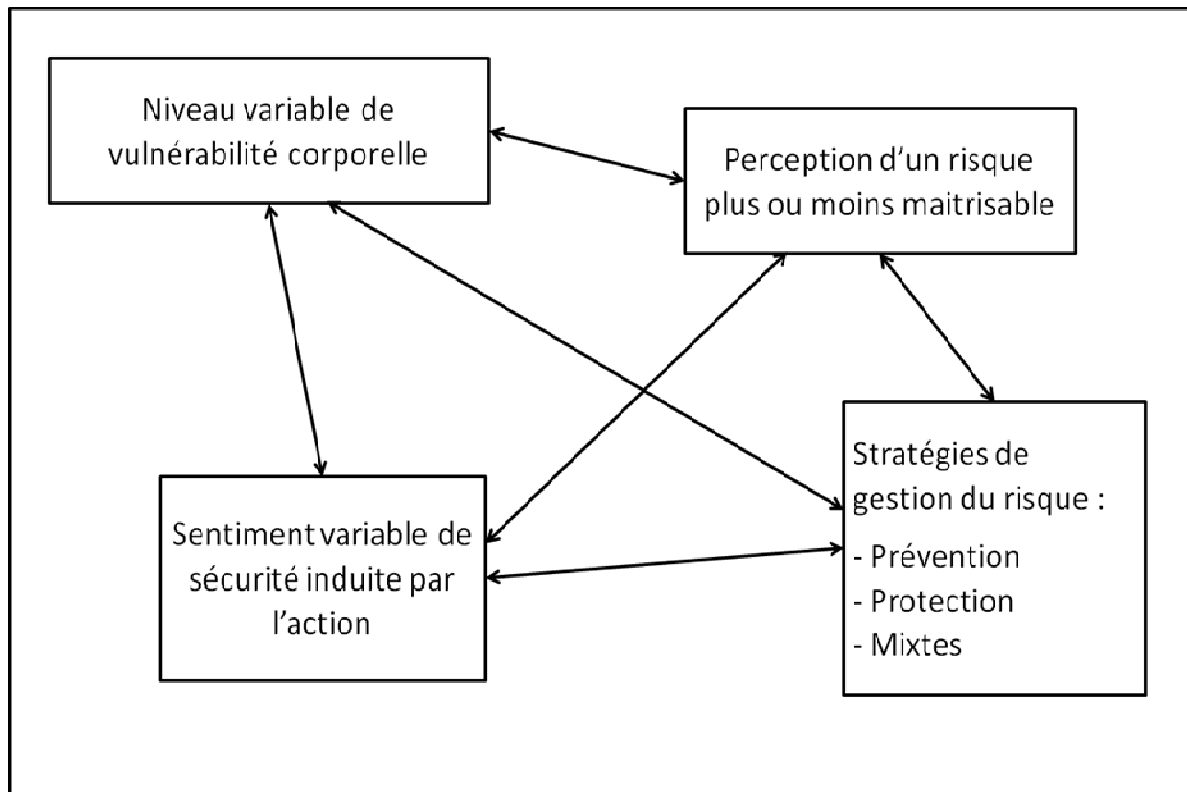 Niveau variable de
vulnérabilité corporelle
Perception d'un risque
plus ou moins maitrisable
Sentiment variable de
sécurité induite par
l'action
Stratégies de
gestion du risque :
- Prévention
- Protection
- Mixtes